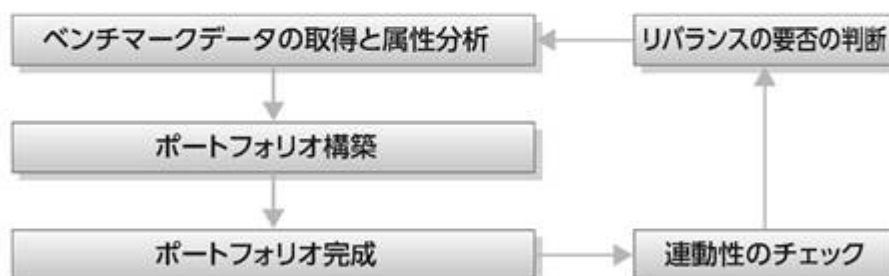 ベンチマークデータの取得と属性分析
リバランスの要否の判断
ポートフォリオ構築
ポートフォリオ完成
連動性のチェック